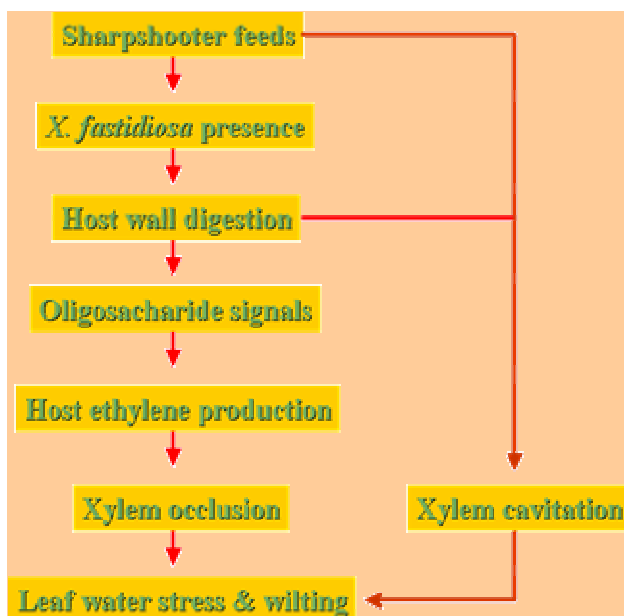 Sharpshooter feeds
X. fastidiosa presence
Host wall digestion
Oligosacharide signals
Host ethylene production
Xylem occlusion
Xylem cavitation
Leaf water stress & wilting